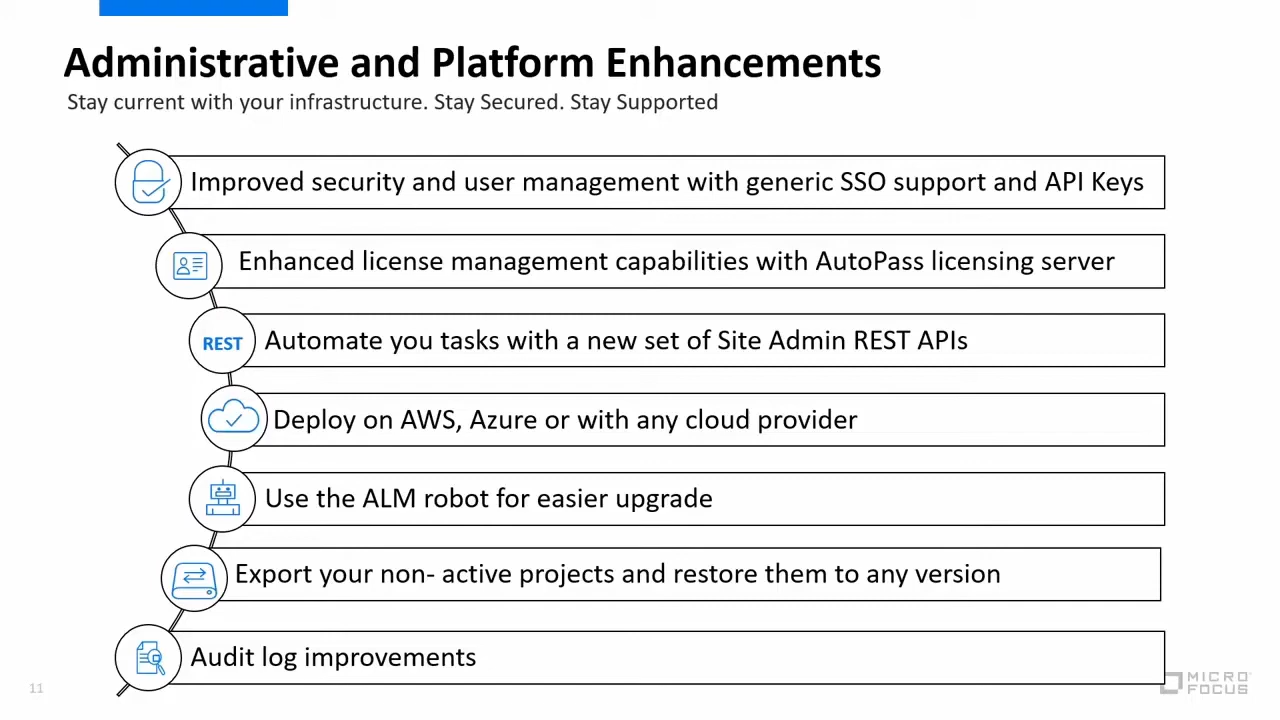 Administrative and Platform Enhancements
Stay current with your infrastructure. Stay Secured. Stay Supported
Improved security and user management with generic SSO support and API Keys
Enhanced license management capabilities with AutoPass licensing server
REST
Automate you tasks with a new set of Site Admin REST APIs
Deploy on AWS, Azure or with any cloud provider
Use the ALM robot for easier upgrade
Export your non- active projects and restore them to any version
Audit log improvements
11
MICRO
FOCUS